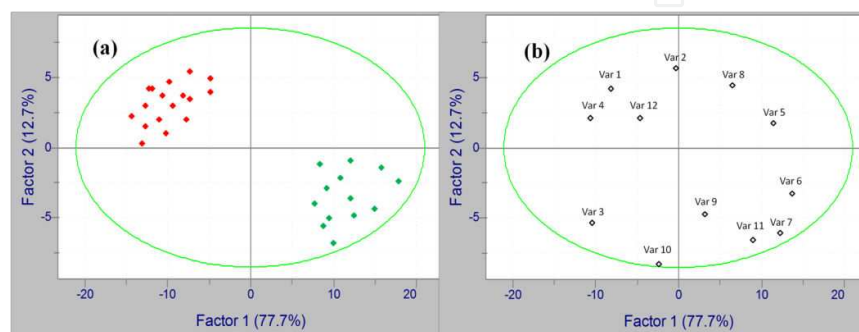 (a)
Factor 2 (12.7%)
5
0
-5
-20
-10
0
10
20
Factor 1 (77.7%)
(b)
Factor 2 (12.7%)
5
0
-5
Var 2
Var 8
Var 1
Var 4
Var 12
Var 5
Var 6
Var 9
Var 3
Var 11
Var 7
Var 10
-20
-10
0
10
20
Factor 1 (77.7%)